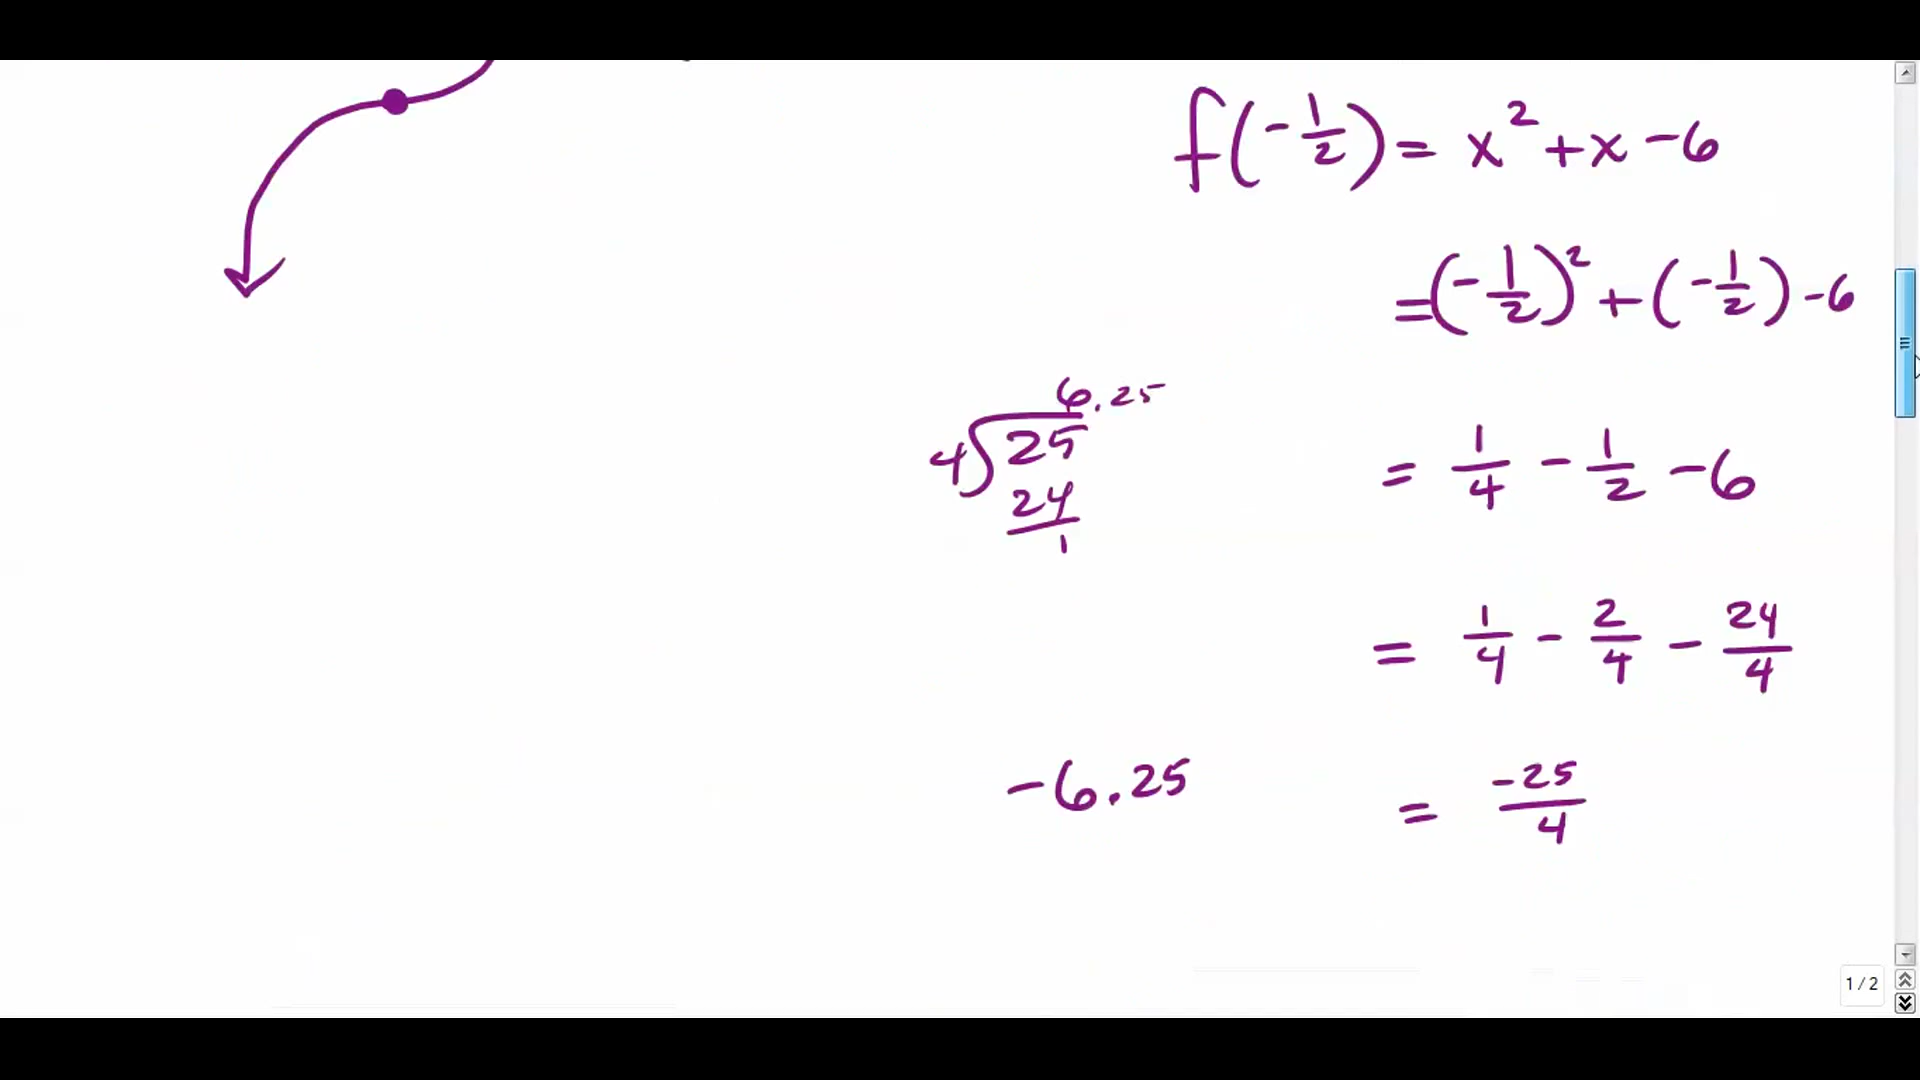 f(-1/2) = x² + x - 6
= (-1/2)² + (-1/2) - 6
6.25
4)25
24
1
= 1/4 - 1/2 - 6
= 1/4 - 2/4 - 24/4
-6.25
= -25/4
1 / 2